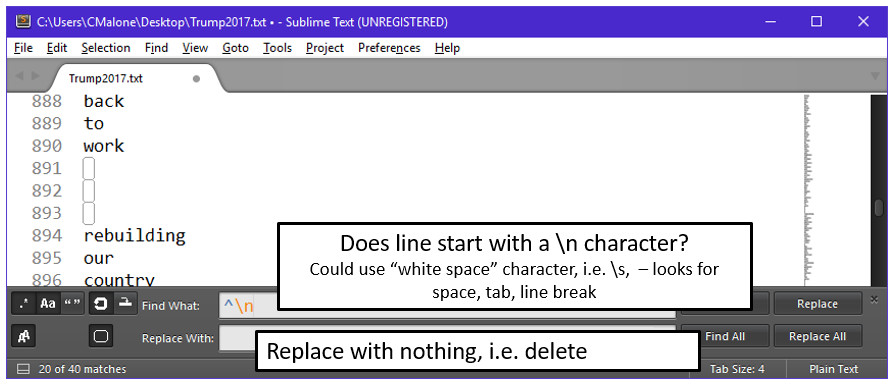 C:\Users\CMalone\Desktop\Trump2017.txt • - Sublime Text (UNREGISTERED)
File Edit Selection Find View Goto Tools Project Preferences Help
Trump2017.txt
888 back
889 to
890 work
891
892
893
894 rebuilding
895 our
896 country
Does line start with a \n character?
Could use “white space” character, i.e. \s, – looks for
space, tab, line break
.* Aa “ ” Find What: ^\n Replace
Replace With: Find All Replace All
Replace with nothing, i.e. delete
20 of 40 matches Tab Size: 4 Plain Text